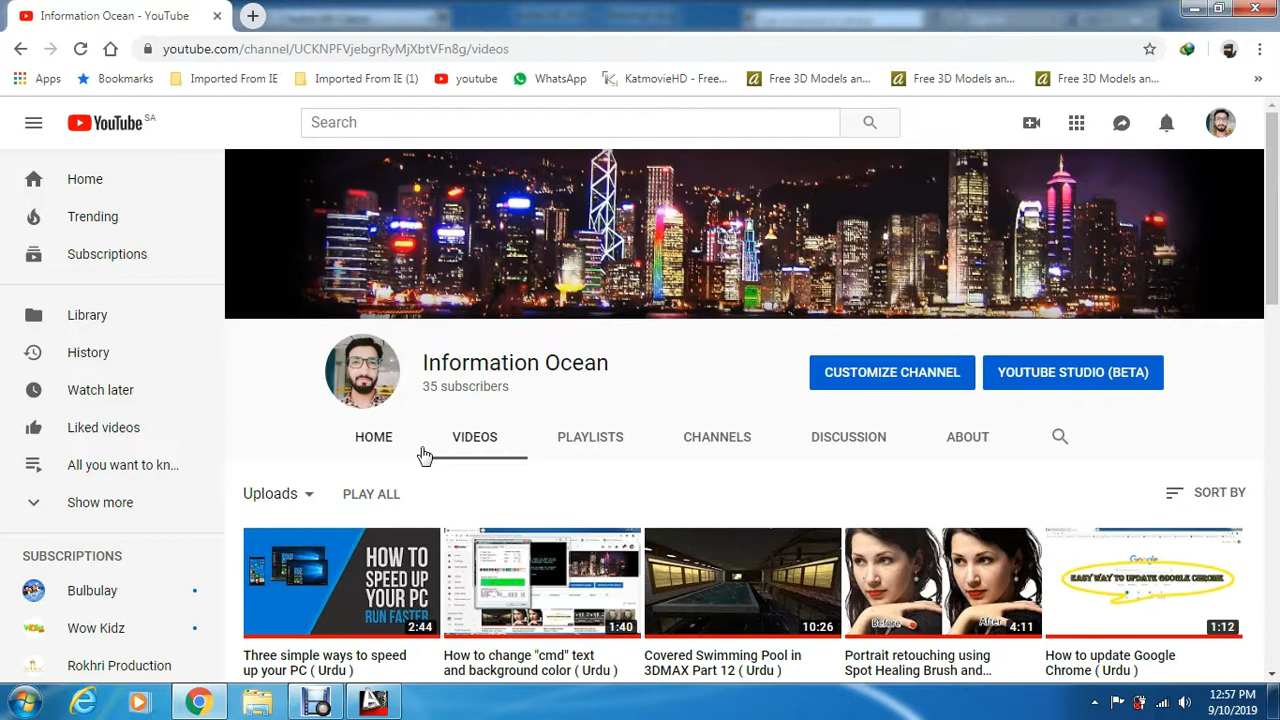 Information Ocean - YouTube
youtube.com/channel/UCKNPFVjebgrRyMjXbtVFn8g/videos
Apps Bookmarks Imported From IE Imported From IE (1) youtube WhatsApp KatmovieHD - Free... Free 3D Models an... Free 3D Models an... Free 3D Models an... »
YouTube SA
Search
Home
Trending
Subscriptions
Library
History
Watch later
Liked videos
All you want to kn...
Show more
SUBSCRIPTIONS
Bulbulay
Wow Kidz
Rokhri Production
Information Ocean
35 subscribers
CUSTOMIZE CHANNEL YOUTUBE STUDIO (BETA)
HOME VIDEOS PLAYLISTS CHANNELS DISCUSSION ABOUT
Uploads PLAY ALL SORT BY
HOW TO
SPEED UP
YOUR PC
RUN FASTER
2:44
Three simple ways to speed
up your PC ( Urdu )
1:40
How to change "cmd" text
and background color ( Urdu )
10:26
Covered Swimming Pool in
3DMAX Part 12 ( Urdu )
Before After
4:11
Portrait retouching using
Spot Healing Brush and...
Google
EASY WAY TO UPDATE GOOGLE CHROME
1:12
How to update Google
Chrome ( Urdu )
12:57 PM
9/10/2019